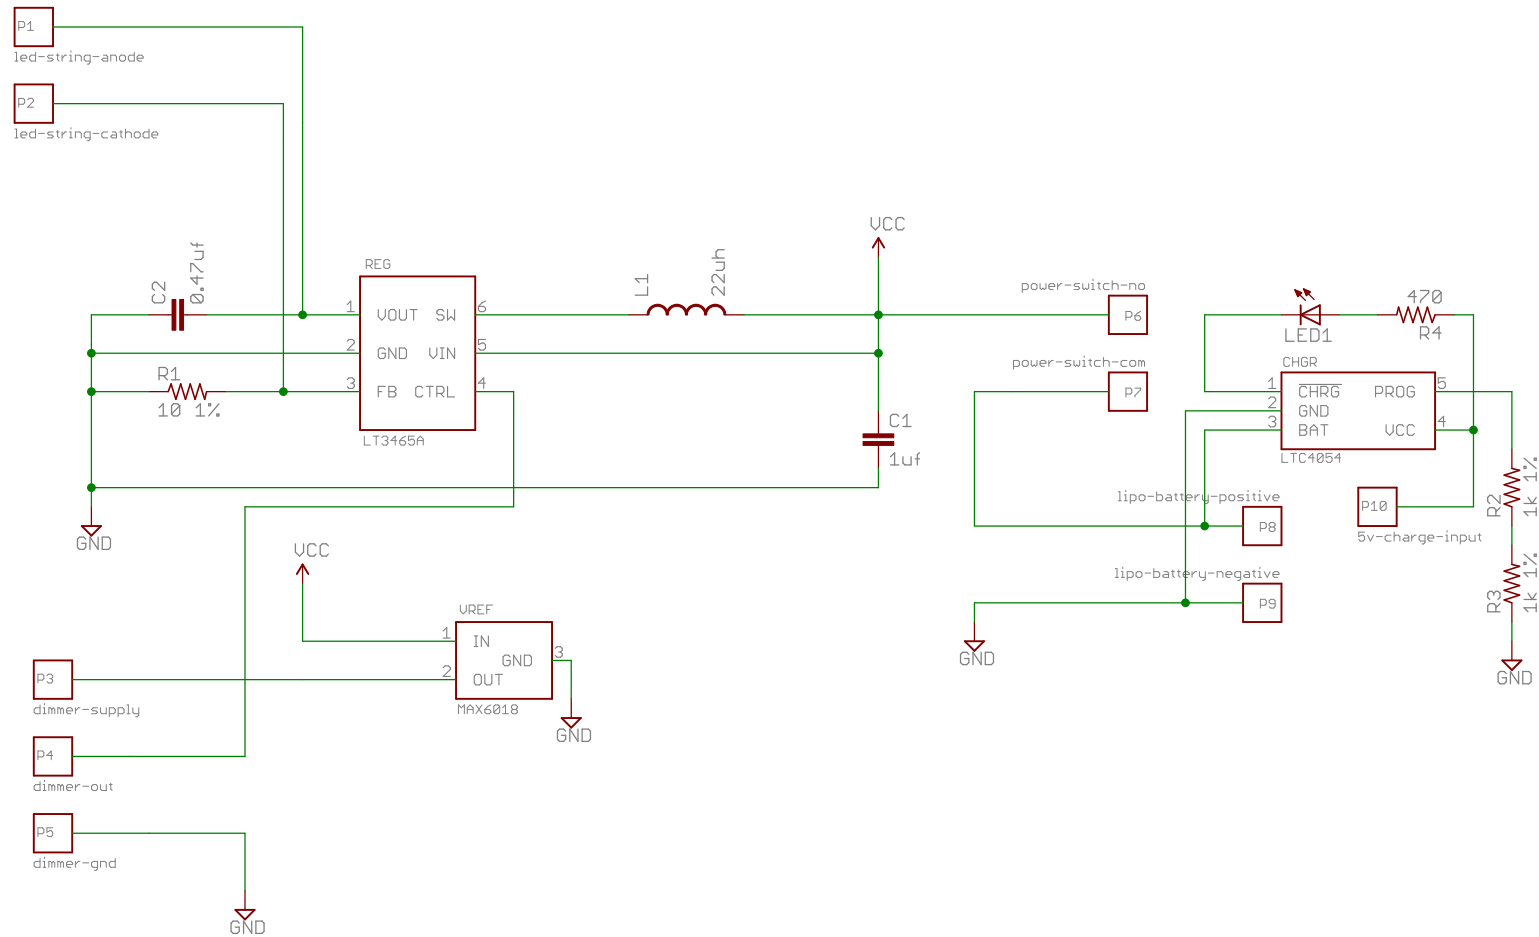 P1
led-string-anode
P2
led-string-cathode
C2
0.47uf
R1
10 1%
GND
REG
1 VOUT SW 6
2 GND VIN 5
3 FB CTRL 4
LT3465A
L1
22uh
VCC
C1
1uf
power-switch-no
P6
power-switch-com
P7
lipo-battery-positive
P8
lipo-battery-negative
P9
GND
LED1
470
R4
CHGR
1 CHRG PROG 5
2 GND
3 BAT VCC 4
LTC4054
P10
5v-charge-input
R2
1k 1%
R3
1k 1%
GND
VCC
VREF
1 IN
GND 3
2 OUT
MAX6018
GND
P3
dimmer-supply
P4
dimmer-out
P5
dimmer-gnd
GND